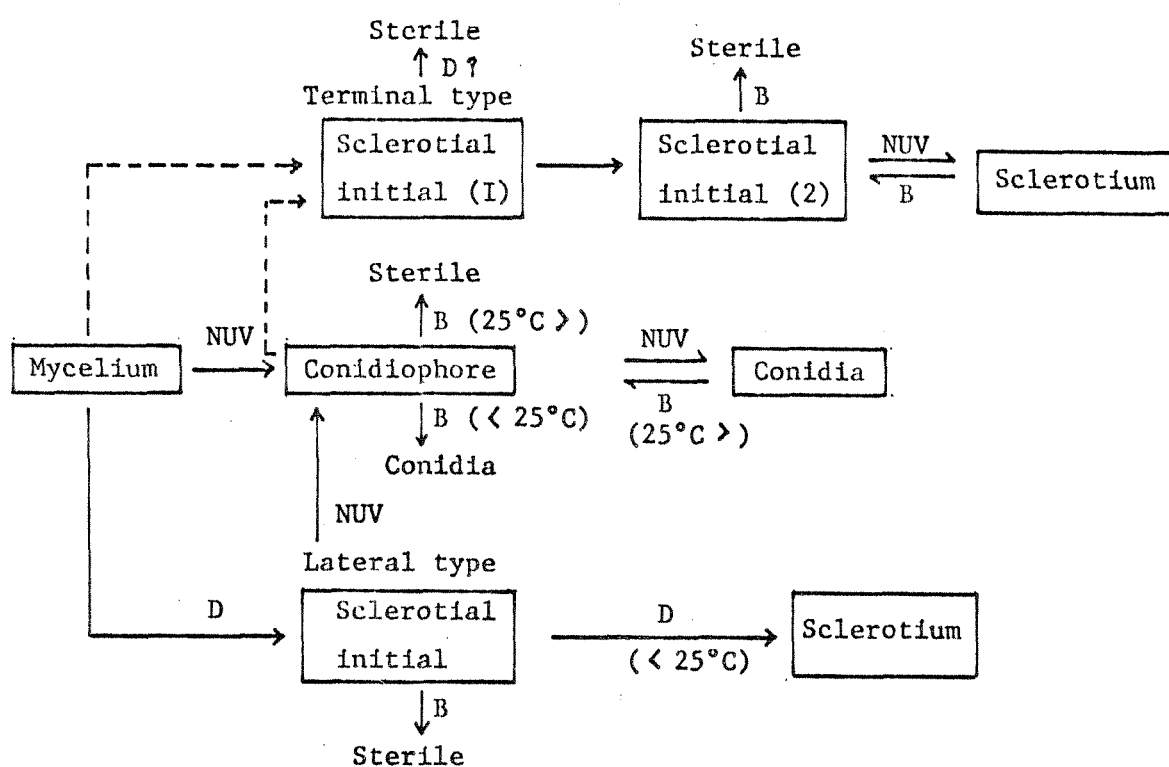 Sterile
D ?
Terminal type
Sclerotial
initial (I)
Sterile
B
Sclerotial
initial (2)
NUV
B
Sclerotium
Sterile
B (25°C >)
Mycelium
NUV
Conidiophore
NUV
B
(25°C >)
Conidia
B (< 25°C)
Conidia
NUV
Lateral type
D
Sclerotial
initial
D
(< 25°C)
Sclerotium
B
Sterile